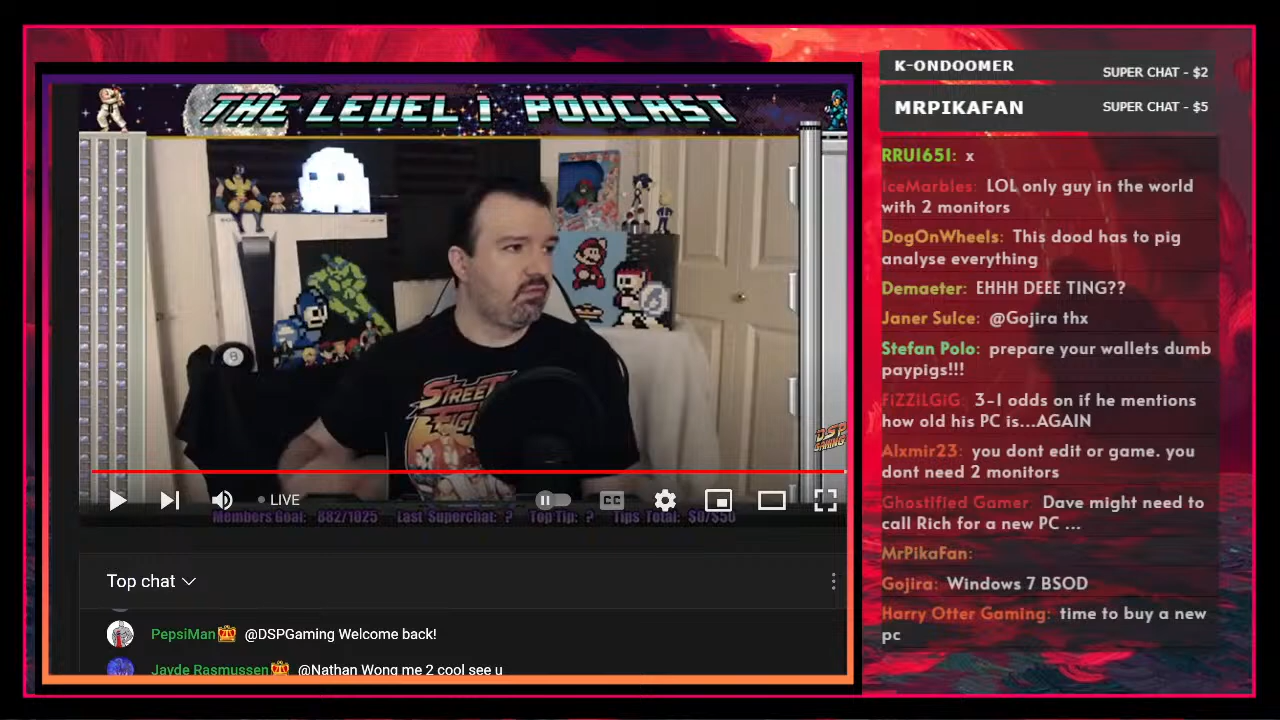 THE LEVEL 1 PODCAST
STREET
FIGH
DSP
GAMING
LIVE
CC
Members Goal: 882/1025 Last Superchat: ? Top Tip: ? Tips Total: $0/$50
Top chat
PepsiMan @DSPGaming Welcome back!
Jayde Rasmussen @Nathan Wong me 2 cool see u
K-ONDOOMER SUPER CHAT - $2
MRPIKAFAN SUPER CHAT - $5
RRU1651: x
IceMarbles: LOL only guy in the world
with 2 monitors
DogOnWheels: This dood has to pig
analyse everything
Demaeter: EHHH DEEE TING??
Janer Sulce: @Gojira thx
Stefan Polo: prepare your wallets dumb
paypigs!!!
FiZZiLGiG: 3-1 odds on if he mentions
how old his PC is...AGAIN
Alxmir23: you dont edit or game. you
dont need 2 monitors
Ghostified Gamer: Dave might need to
call Rich for a new PC ...
MrPikaFan:
Gojira: Windows 7 BSOD
Harry Otter Gaming: time to buy a new
pc